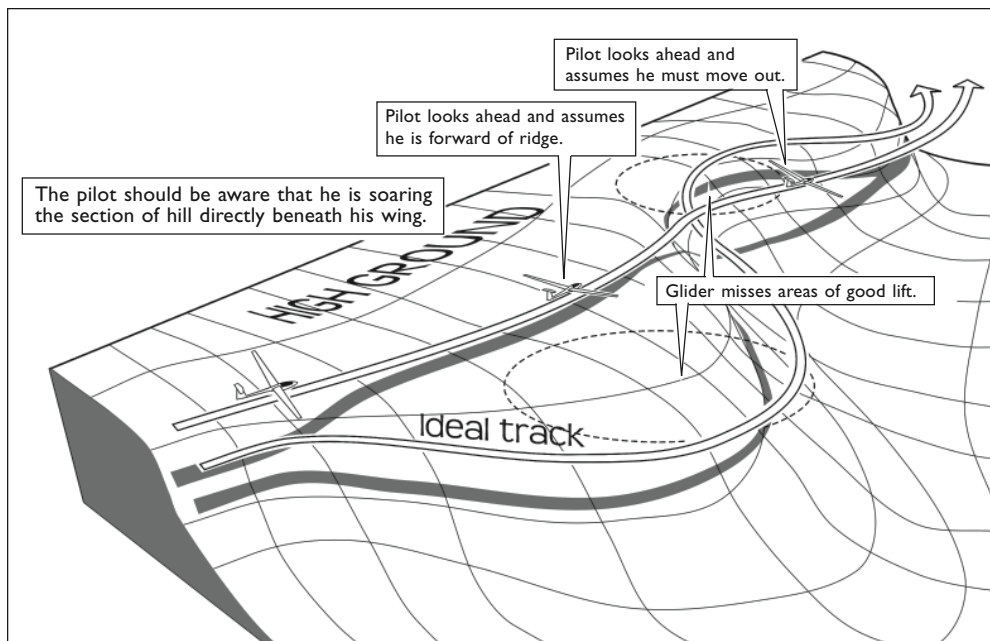 Pilot looks ahead and
assumes he must move out.
Pilot looks ahead and assumes
he is forward of ridge.
The pilot should be aware that he is soaring
the section of hill directly beneath his wing.
HIGH GROUND
Glider misses areas of good lift.
Ideal track